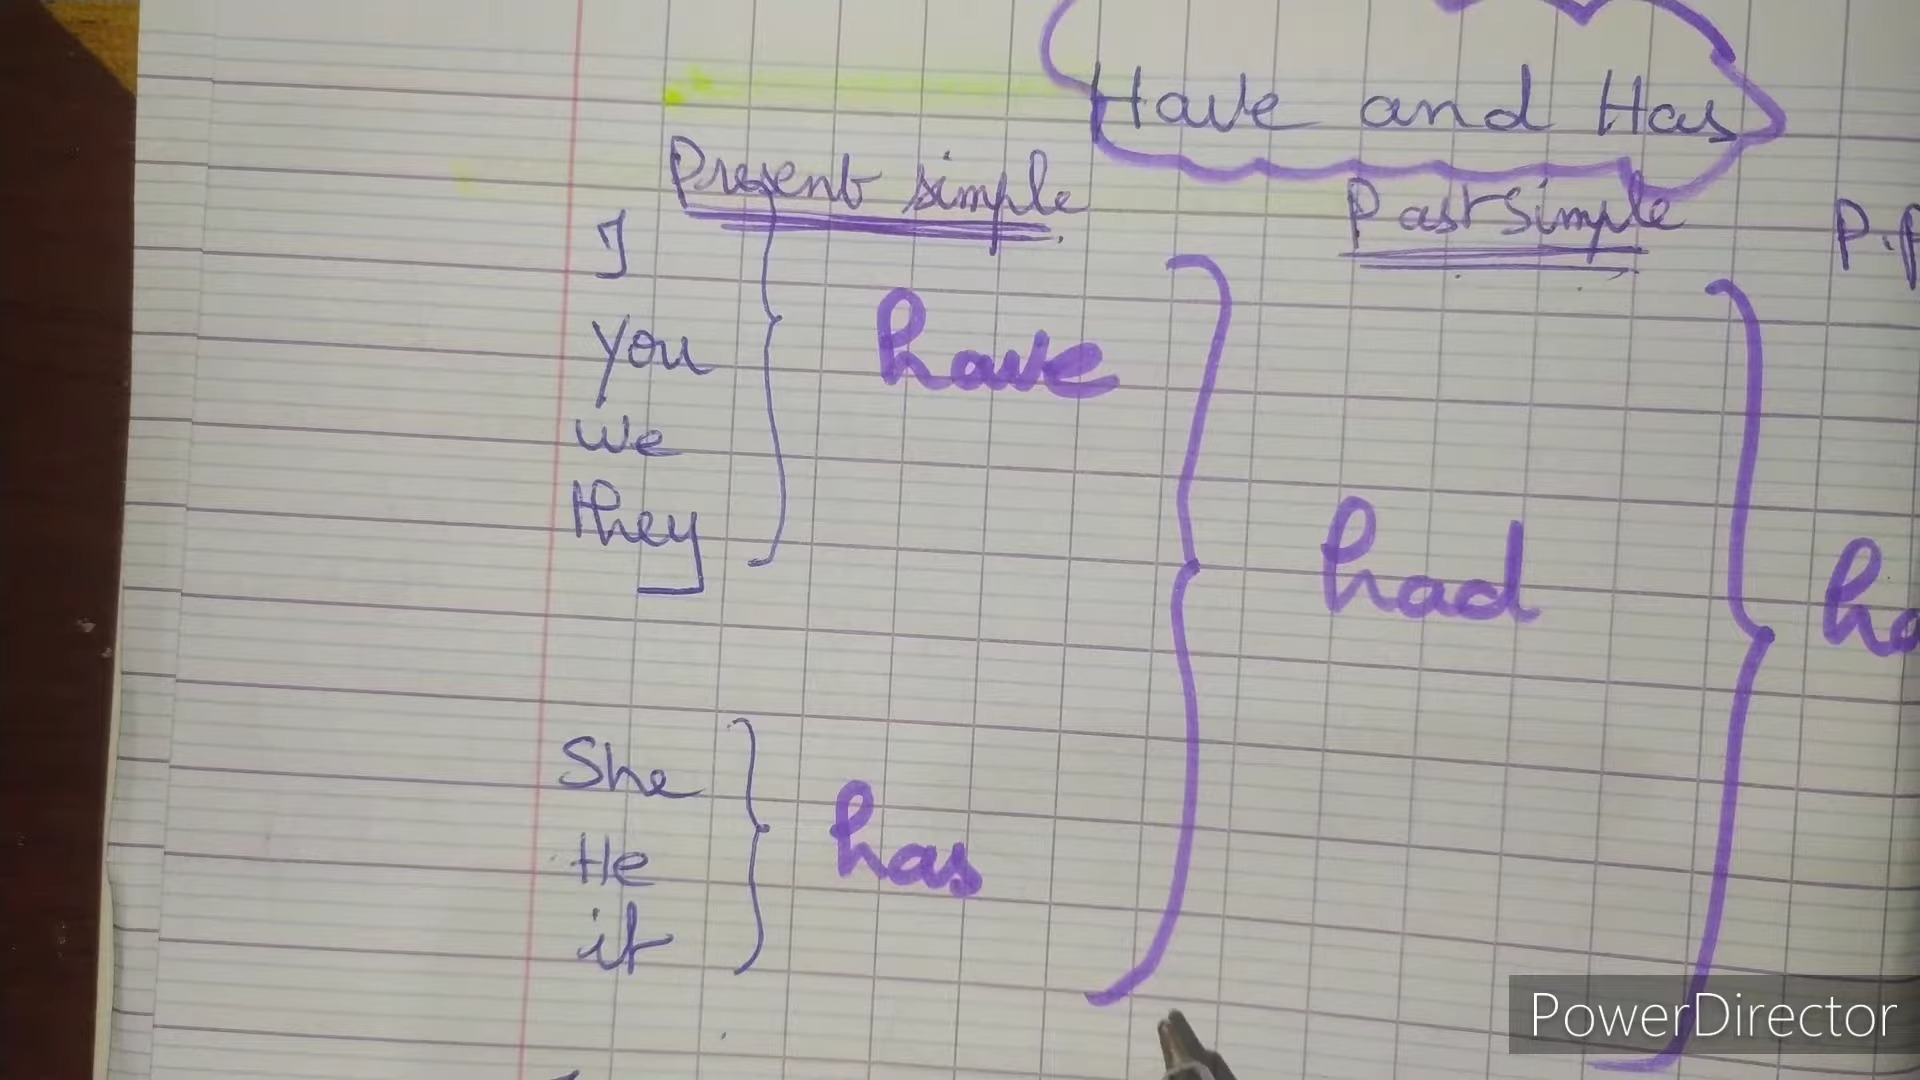 Have and Has
Present simple
Past simple
P.P
I
you
have
we
they
had
She
He
has
it
PowerDirector